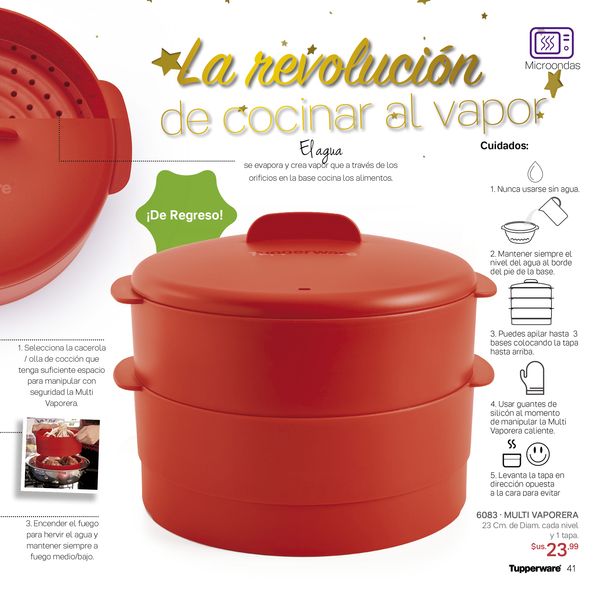 La revolución
de cocinar al vapor
Microondas
El agua
se evapora y crea vapor que a través de los
orificios en la base cocina los alimentos.
¡De Regreso!
Tupperware
ware
1. Selecciona la cacerola
/ olla de cocción que
tenga suficiente espacio
para manipular con
seguridad la Multi
Vaporera.
3. Encender el fuego
para hervir el agua y
mantener siempre a
fuego medio/bajo.
Cuidados:
1. Nunca usarse sin agua.
2. Mantener siempre el
nivel del agua al borde
del pie de la base.
3. Puedes apilar hasta 3
bases colocando la tapa
hasta arriba.
4. Usar guantes de
silicón al momento
de manipular la Multi
Vaporera caliente.
5. Levanta la tapa en
dirección opuesta
a la cara para evitar
6083 · MULTI VAPORERA
23 Cm. de Diam. cada nivel
y 1 tapa.
$us.23,99
Tupperware® 41